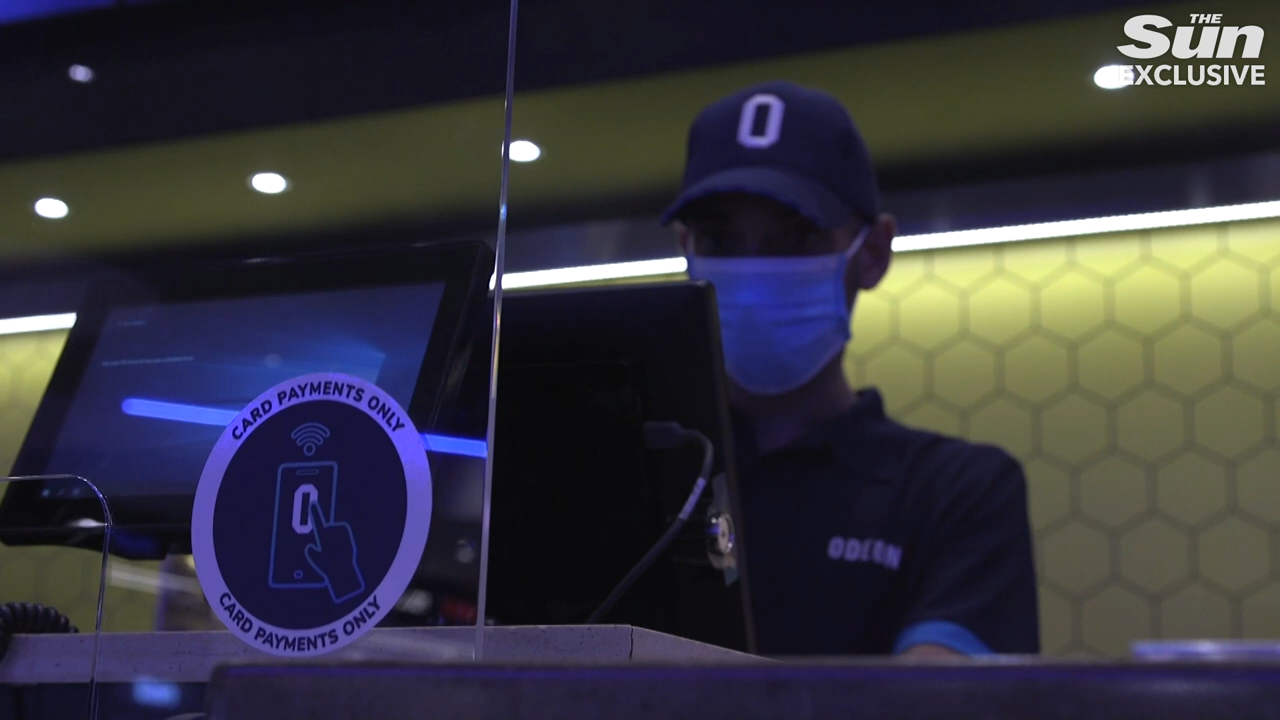 THE
Sun
EXCLUSIVE
O
CARD PAYMENTS ONLY
O
CARD PAYMENTS ONLY
ODEON